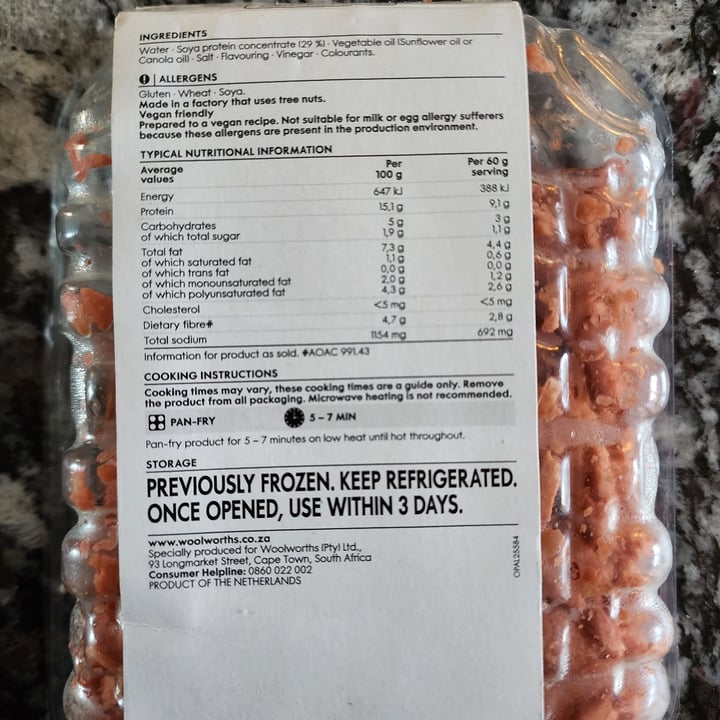 INGREDIENTS
Water · Soya protein concentrate (29 %) · Vegetable oil (Sunflower oil or
Canola oil) · Salt · Flavouring · Vinegar · Colourants.
! | ALLERGENS
Gluten · Wheat · Soya.
Made in a factory that uses tree nuts.
Vegan friendly
Prepared to a vegan recipe. Not suitable for milk or egg allergy sufferers
because these allergens are present in the production environment.
TYPICAL NUTRITIONAL INFORMATION
Average values Per 100 g Per 60 g serving
Energy 647 kJ 388 kJ
Protein 15,1 g 9,1 g
Carbohydrates 5 g 3 g
of which total sugar 1,9 g 1,1 g
Total fat 7,3 g 4,4 g
of which saturated fat 1,1 g 0,6 g
of which trans fat 0,0 g 0,0 g
of which monounsaturated fat 2,0 g 1,2 g
of which polyunsaturated fat 4,3 g 2,6 g
Cholesterol <5 mg <5 mg
Dietary fibre# 4,7 g 2,8 g
Total sodium 1154 mg 692 mg
Information for product as sold. #AOAC 991.43
COOKING INSTRUCTIONS
Cooking times may vary, these cooking times are a guide only. Remove
the product from all packaging. Microwave heating is not recommended.
PAN-FRY 5 – 7 MIN
Pan-fry product for 5 – 7 minutes on low heat until hot throughout.
STORAGE
PREVIOUSLY FROZEN. KEEP REFRIGERATED.
ONCE OPENED, USE WITHIN 3 DAYS.
www.woolworths.co.za
Specially produced for Woolworths (Pty) Ltd.,
93 Longmarket Street, Cape Town, South Africa
Consumer Helpline: 0860 022 002
PRODUCT OF THE NETHERLANDS
OPAL25584